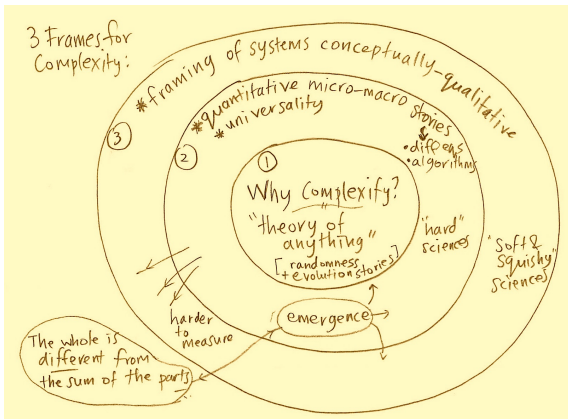 3 Frames for
Complexity:
③ *framing of systems conceptually-qualitative
② *quantitative micro-macro stories
*universality
• diff eqns
• algorithms
①
Why Complexify?
"theory of
anything"
[randomness
+ evolution stories]
"hard"
sciences
"Soft &
squishy"
sciences
harder
to
measure
emergence
The whole is
different from
the sum of the parts